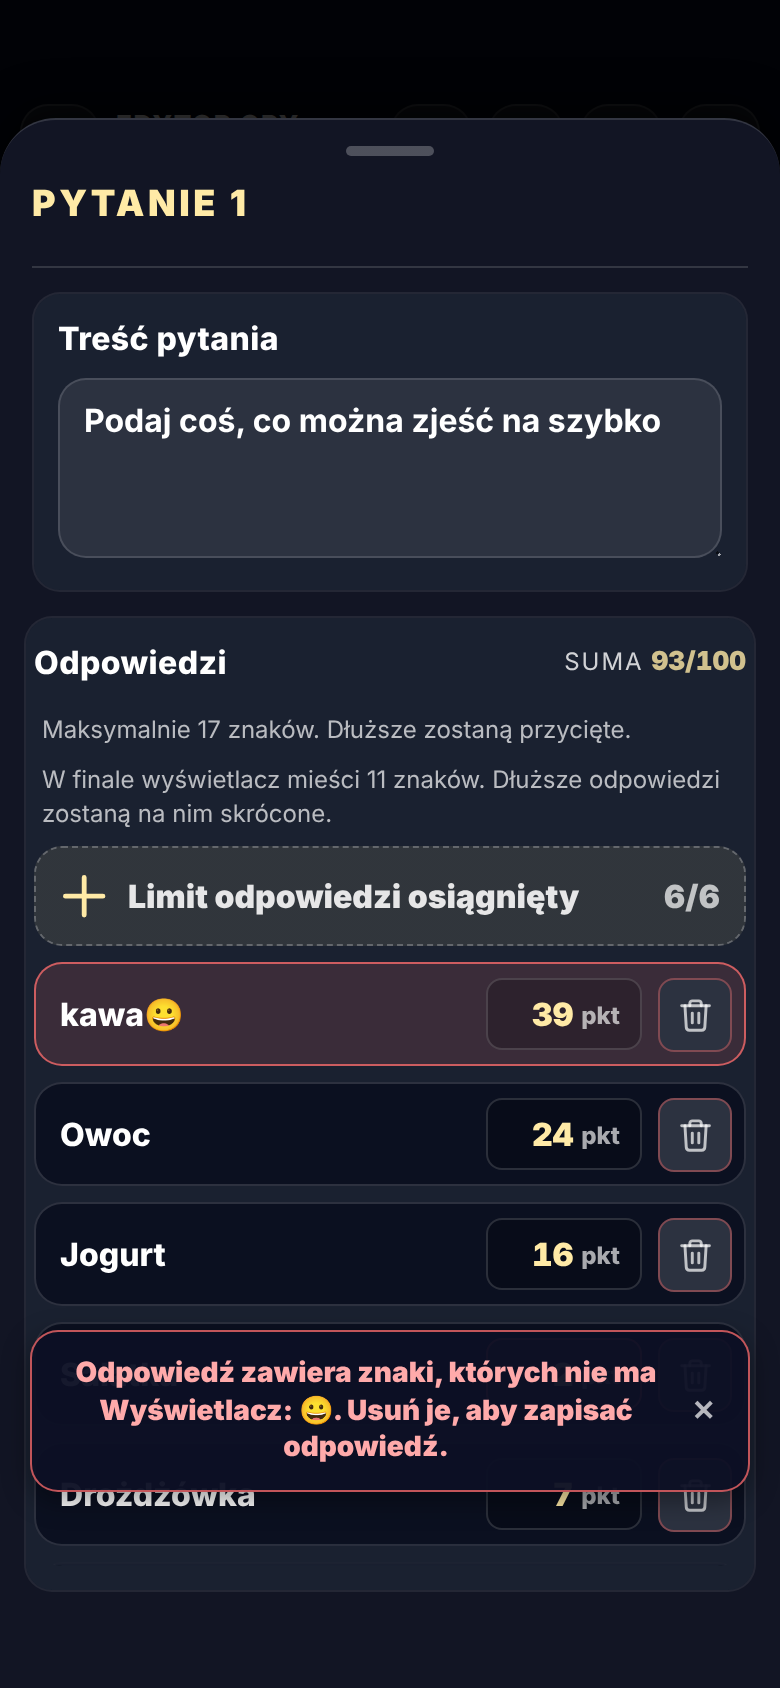 PYTANIE 1
Treść pytania
Podaj coś, co można zjeść na szybko
Odpowiedzi
SUMA 93/100
Maksymalnie 17 znaków. Dłuższe zostaną przycięte.
W finale wyświetlacz mieści 11 znaków. Dłuższe odpowiedzi
zostaną na nim skrócone.
Limit odpowiedzi osiągnięty 6/6
kawa😀 39 pkt
Owoc 24 pkt
Jogurt 16 pkt
Odpowiedź zawiera znaki, których nie ma
Wyświetlacz: 😀. Usuń je, aby zapisać
odpowiedź.
Drożdżówka 7 pkt